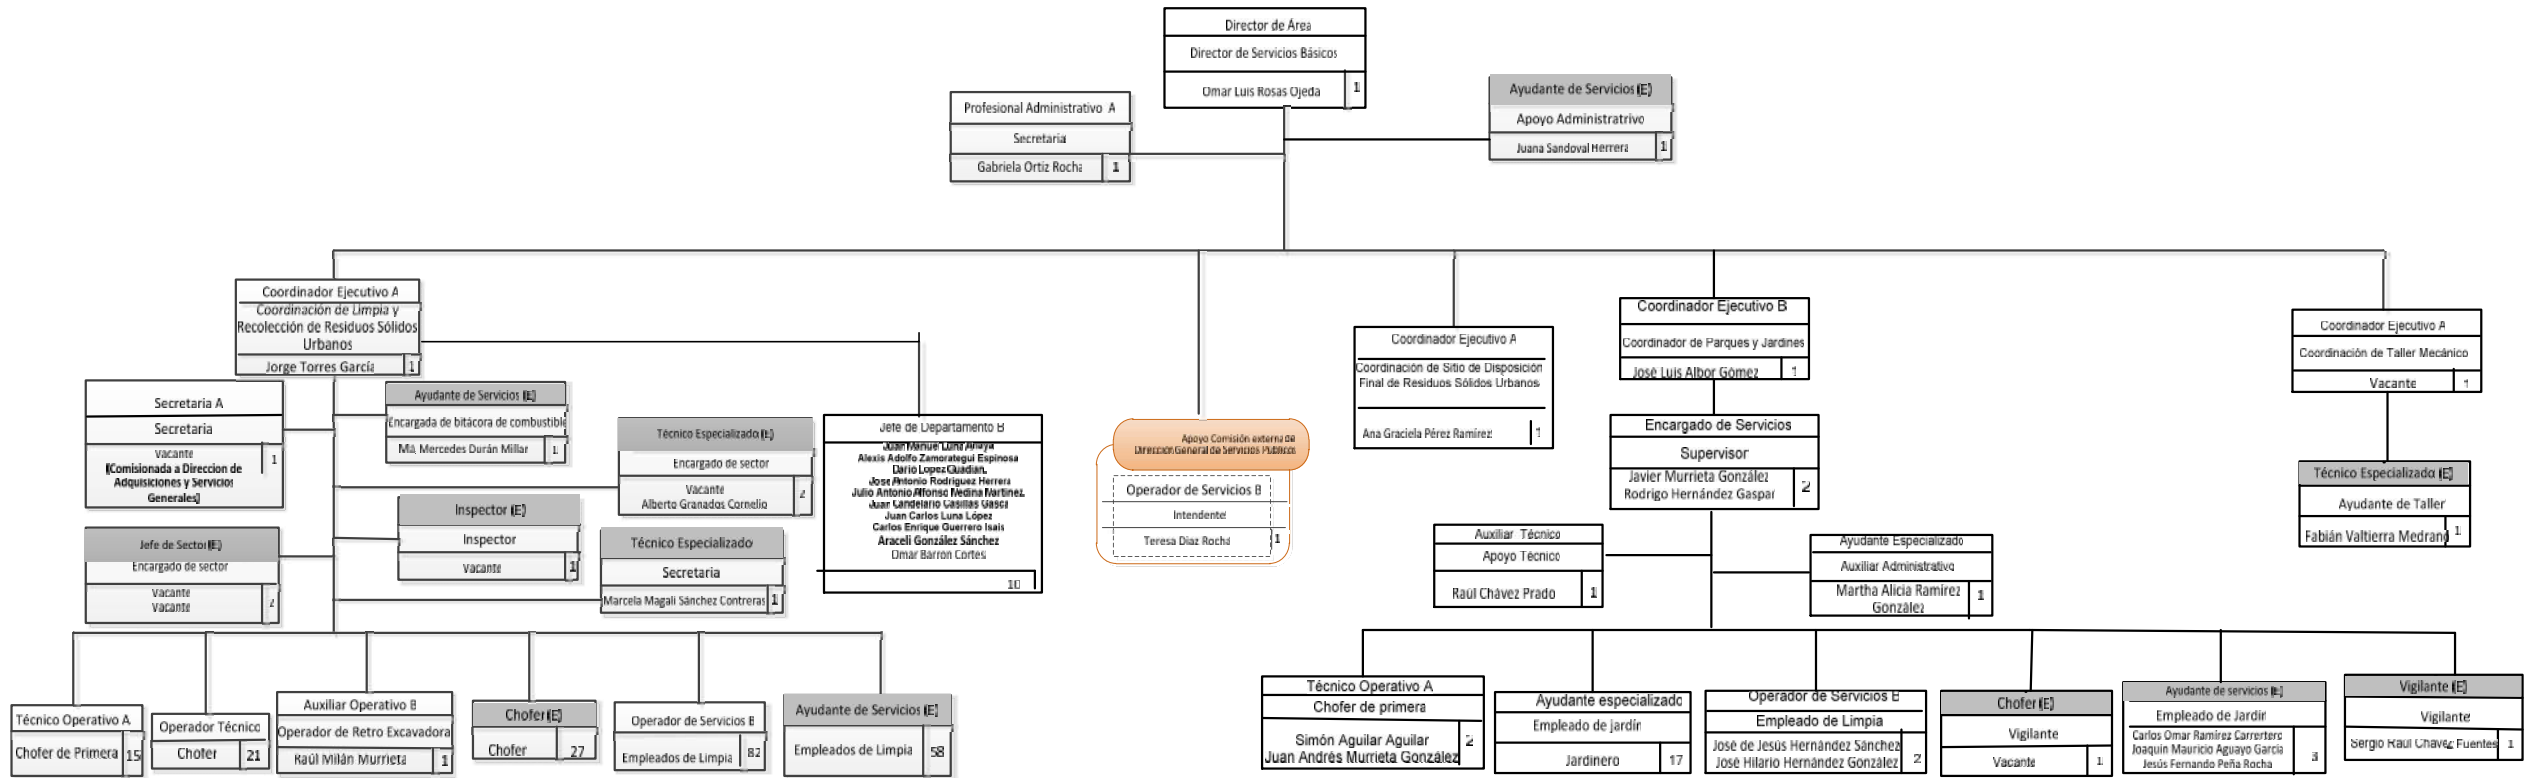 Director de Área
Director de Servicios Básicos
Omar Luis Rosas Ojeda
1
Profesional Administrativo A
Secretaria
Gabriela Ortiz Rocha
1
Ayudante de Servicios (E)
Apoyo Administratrivo
Juana Sandoval Herrera
1
Coordinador Ejecutivo A
Coordinación de Limpia y
Recolección de Residuos Sólidos
Urbanos
Jorge Torres García
1
Secretaria A
Secretaria
Vacante
(Comisionada a Direccion de
Adquisiciones y Servicios
Generales)
1
Ayudante de Servicios (E)
Encargada de bitácora de combustible
Ma. Mercedes Durán Millar
1
Técnico Especializado (E)
Encargado de sector
Vacante
Alberto Granados Cornelio
2
Jefe de Departamento B
Juan Manuel Luna Anaya
Alexis Adolfo Zamorategui Espinosa
Dario Lopez Guadian.
Jose Antonio Rodriguez Herrera
Julio Antonio Alfonso Medina Martinez.
Juan Candelario Casillas Gasca
Juan Carlos Luna López
Carlos Enrique Guerrero Isais
Araceli González Sánchez
Omar Barron Cortes
10
Jefe de Sector (E)
Encargado de sector
Vacante
Vacante
2
Inspector (E)
Inspector
Vacante
1
Técnico Especializado
Secretaria
Marcela Magali Sánchez Contreras
1
Técnico Operativo A
Chofer de Primera
15
Operador Técnico
Chofer
21
Auxiliar Operativo B
Operador de Retro Excavadora
Raúl Milán Murrieta
1
Chofer (E)
Chofer
27
Operador de Servicios B
Empleados de Limpia
82
Ayudante de Servicios (E)
Empleados de Limpia
58
Apoyo Comisión externa de
Dirección General de Servicios Públicos
Operador de Servicios B
Intendente
Teresa Diaz Rocha
1
Coordinador Ejecutivo A
Coordinación de Sitio de Disposición
Final de Residuos Sólidos Urbanos
Ana Graciela Pérez Ramírez
1
Coordinador Ejecutivo B
Coordinador de Parques y Jardines
José Luis Albor Gómez
1
Encargado de Servicios
Supervisor
Javier Murrieta González
Rodrigo Hernández Gaspar
2
Auxiliar Técnico
Apoyo Técnico
Raúl Chávez Prado
1
Ayudante Especializado
Auxiliar Administrativo
Martha Alicia Ramírez
González
1
Técnico Operativo A
Chofer de primera
Simón Aguilar Aguilar
Juan Andrés Murrieta González
2
Ayudante especializado
Empleado de jardín
Jardinero
17
Operador de Servicios B
Empleado de Limpia
José de Jesús Hernández Sánchez
José Hilario Hernández González
2
Chofer (E)
Vigilante
Vacante
1
Ayudante de servicios (E)
Empleado de Jardin
Carlos Omar Ramírez Carretero
Joaquin Mauricio Aguayo García
Jesús Fernando Peña Rocha
3
Vigilante (E)
Vigilante
Sergio Raúl Chavez Fuentes
1
Coordinador Ejecutivo A
Coordinación de Taller Mecánico
Vacante
1
Técnico Especializado (E)
Ayudante de Taller
Fabián Valtierra Medrano
1